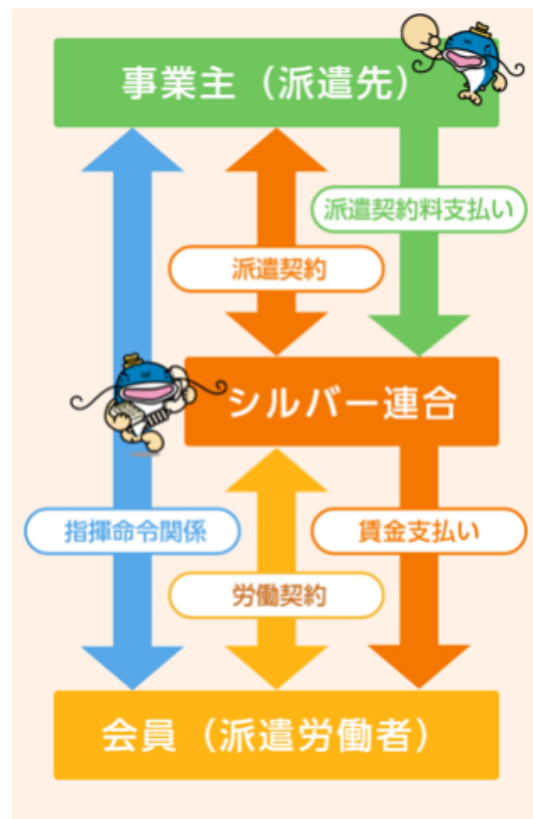 事業主（派遣先）
派遣契約料支払い
派遣契約
シルバー連合
指揮命令関係
賃金支払い
労働契約
会員（派遣労働者）